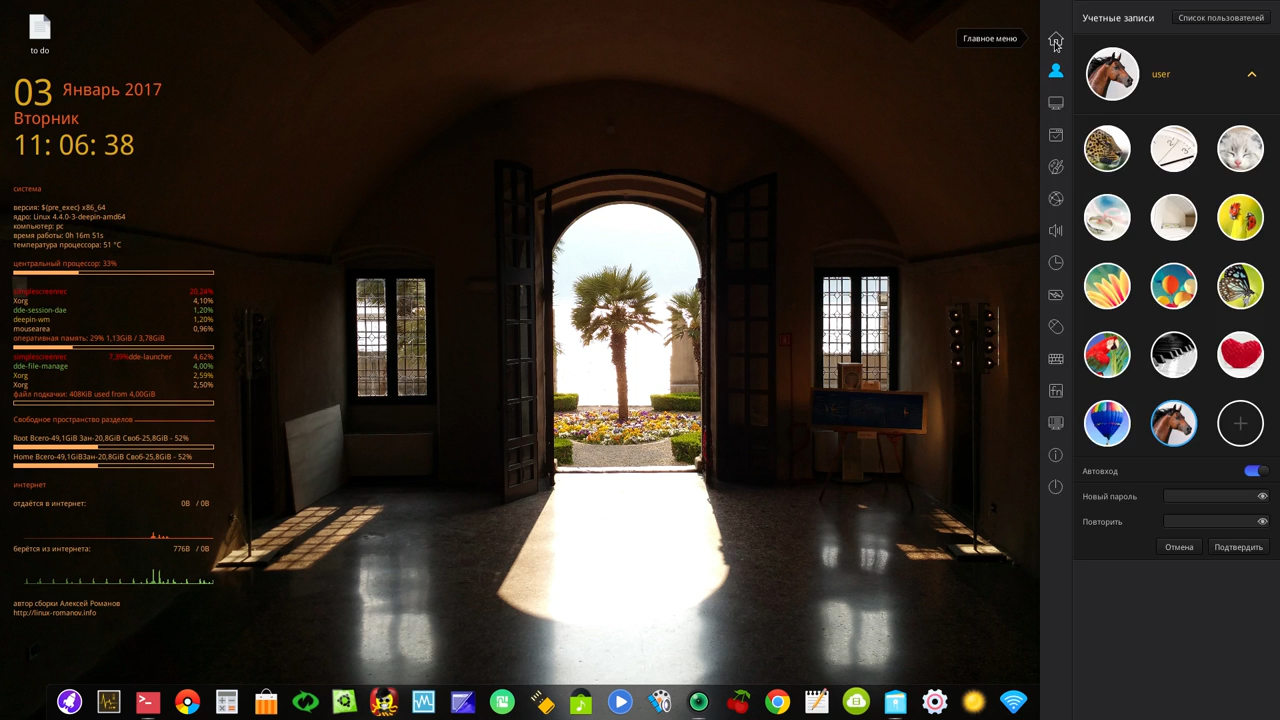 to do
03 Январь 2017
Вторник
11: 06: 38
система
версия: ${pre_exec} x86_64
ядро: Linux 4.4.0-3-deepin-amd64
компьютер: pc
время работы: 0h 16m 51s
температура процессора: 51 °C
центральный процессор: 33%
simplescreenrec 20,24%
Xorg 4,10%
dde-session-dae 1,20%
deepin-wm 1,20%
mousearea 0,96%
оперативная память: 29% 1,13GiB / 3,78GiB
simplescreenrec 7,39%dde-launcher 4,62%
dde-file-manage 4,00%
Xorg 2,59%
Xorg 2,50%
файл подкачки: 408KiB used from 4,00GiB
Свободное пространство разделов
Root Всего-49,1GiB Зан-20,8GiB Своб-25,8GiB - 52%
Home Всего-49,1GiBЗан-20,8GiB Своб-25,8GiB - 52%
интернет
отдаётся в интернет: 0B / 0B
берётся из интернета: 776B / 0B
автор сборки Алексей Романов
http://linux-romanov.info
Главное меню
Учетные записи Список пользователей
user
Автовход
Новый пароль
Повторить
Отмена Подтвердить